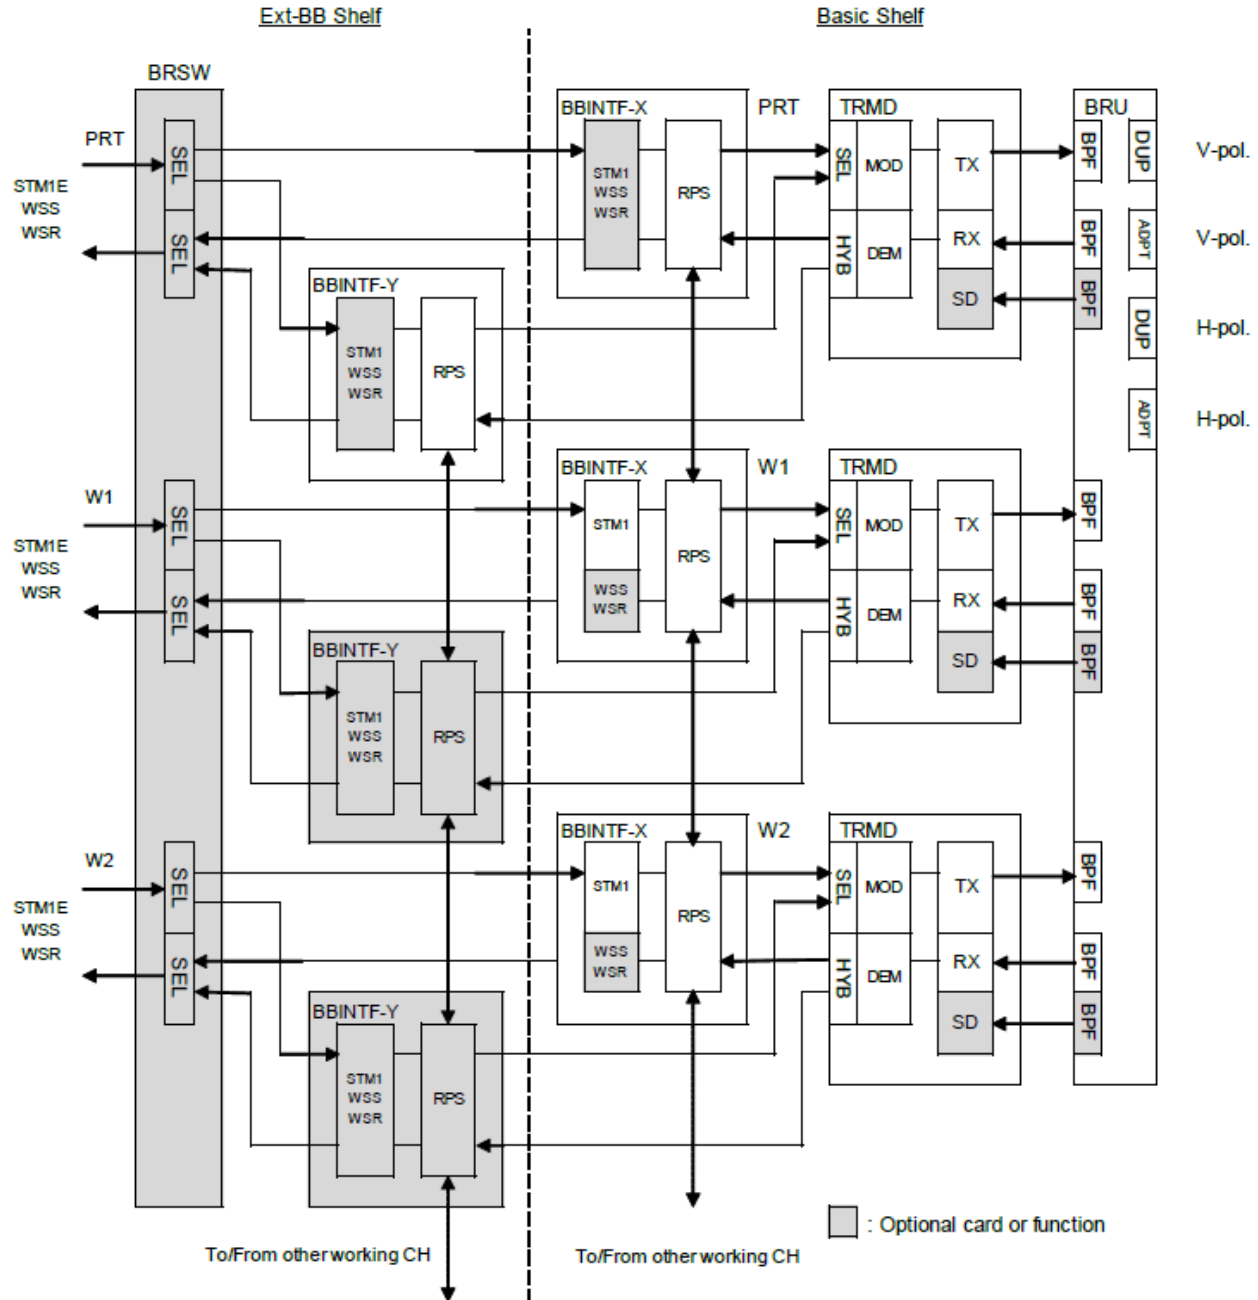 Ext-BB Shelf
Basic Shelf
BRSW
PRT
SEL
STM1E
WSS
WSR
SEL
BBINTF-X
STM1
WSS
WSR
RPS
PRT
TRMD
SEL
MOD
TX
HYB
DEM
RX
SD
BRU
BPF
DUP
V-pol.
BPF
ADPT
V-pol.
BPF
DUP
H-pol.
ADPT
H-pol.
BBINTF-Y
STM1
WSS
WSR
RPS
W1
SEL
STM1E
WSS
WSR
SEL
BBINTF-X
STM1
WSS
WSR
RPS
W1
TRMD
SEL
MOD
TX
HYB
DEM
RX
SD
BPF
BPF
BPF
BBINTF-Y
STM1
WSS
WSR
RPS
W2
SEL
STM1E
WSS
WSR
SEL
BBINTF-X
STM1
WSS
WSR
RPS
W2
TRMD
SEL
MOD
TX
HYB
DEM
RX
SD
BPF
BPF
BPF
BBINTF-Y
STM1
WSS
WSR
RPS
: Optional card or function
To/From other working CH
To/From other working CH